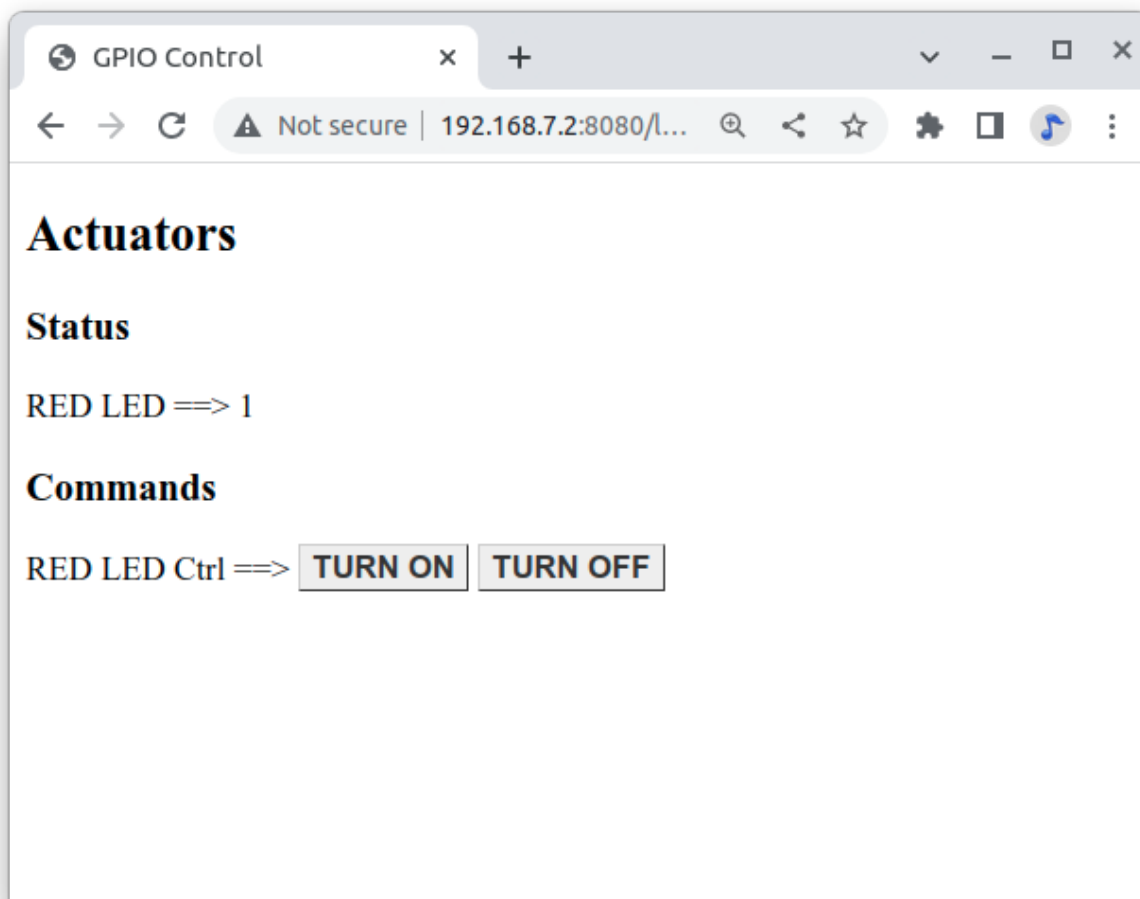 GPIO Control
Not secure | 192.168.7.2:8080/l...
Actuators
Status
RED LED ==> 1
Commands
RED LED Ctrl ==> TURN ON TURN OFF